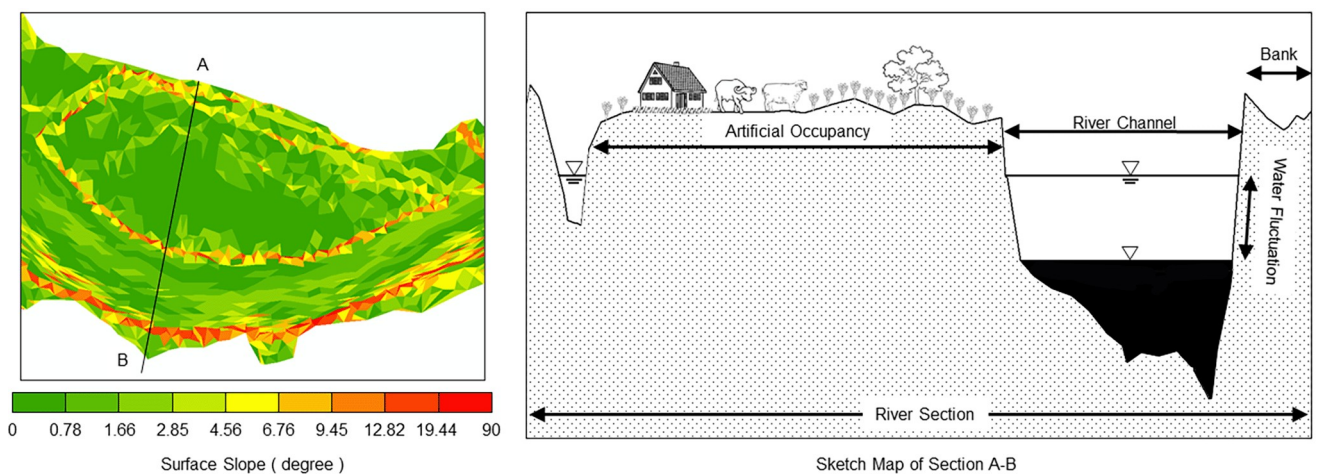 A
B
0 0.78 1.66 2.85 4.56 6.76 9.45 12.82 19.44 90
Surface Slope ( degree )
Bank
River Channel
Artificial Occupancy
Water Fluctuation
River Section
Sketch Map of Section A-B